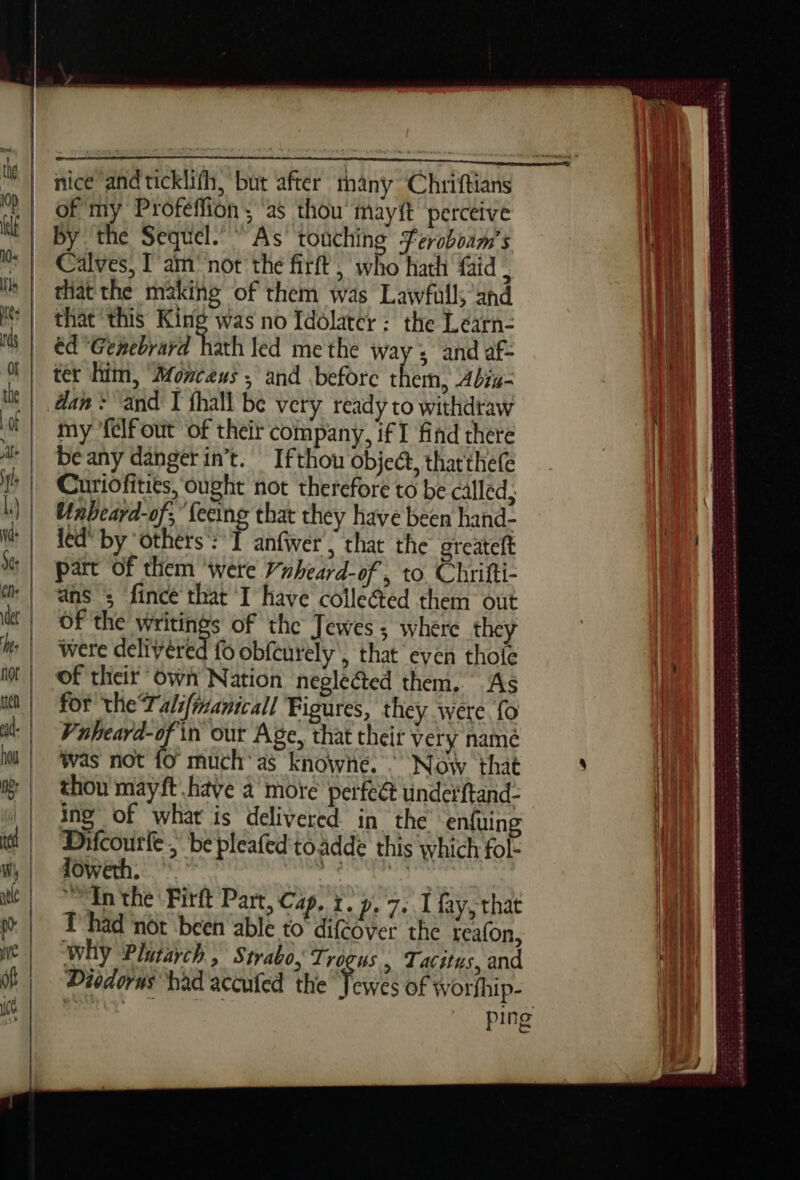 nice and ticklish, but after many Christians
of my Profession, as thou mayst perceive
by the Sequel. As touching Jeroboam's
Calves, I am not the first, who hath said,
that the making of them was Lawfull, and
that this King was no Idolater: the Learn-
ed Genebrard hath led me the way, and af-
ter him, Monceus, and before them, Abiu-
dan: and I shall be very ready to withdraw
my self out of their company, if I find there
be any danger in't. If thou object, that these
Curiosities, ought not therefore to be called,
Unheard-of, seeing that they have been hand-
led by others: I answer, that the greatest
part of them were Vnheard-of, to Christi-
ans; since that I have collected them out
of the writings of the Jewes; where they
were delivered so obscurely, that even those
of their own Nation neglected them. As
for the Talismanicall Figures, they were so
Vnheard-of in our Age, that their very name
was not so much as knowne. Now that
thou mayst have a more perfect understand-
ing of what is delivered in the ensuing
Discourse, be pleased to adde this which fol-
loweth.
In the First Part, Cap. 1. p. 7. I say, that
I had not been able to discover the reason,
why Plutarch, Strabo, Trogus, Tacitus, and
Diodorus had accused the Jewes of worship-
ping